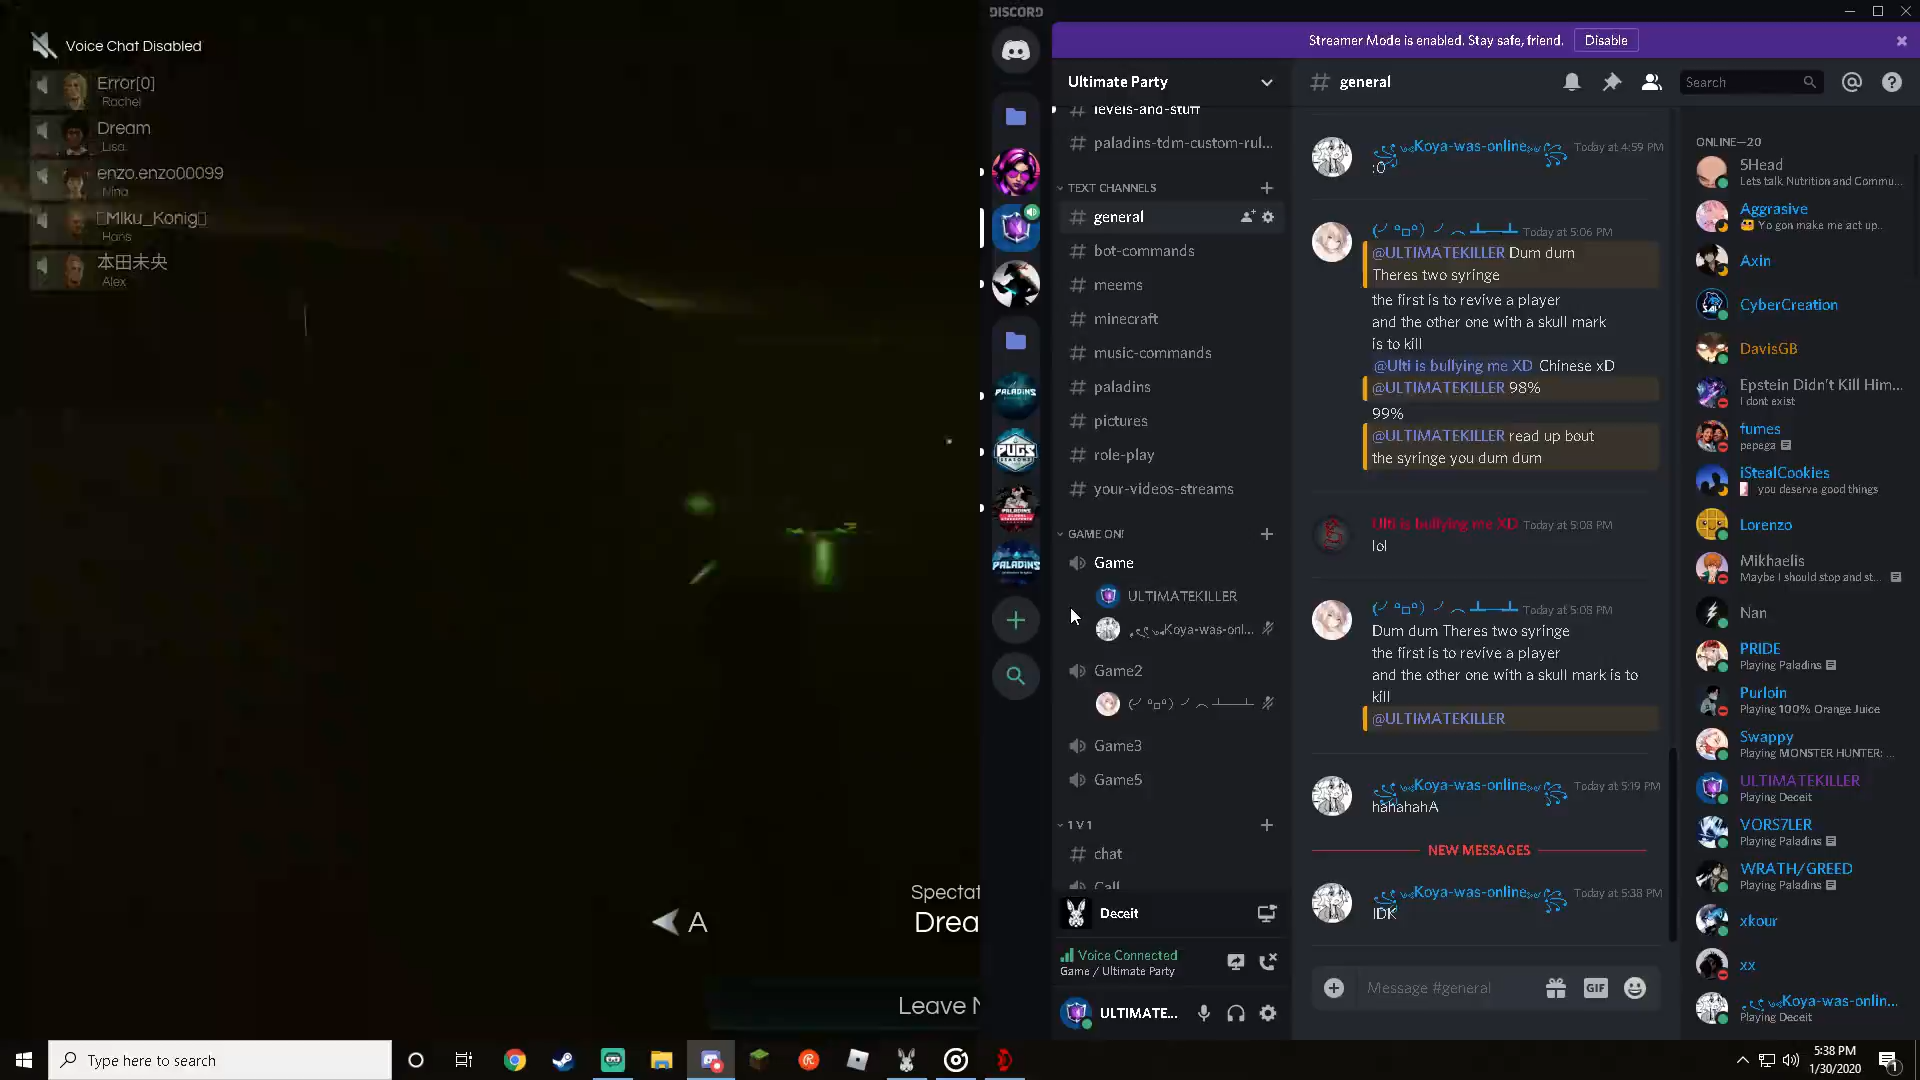 Voice Chat Disabled
Error[0]
Rachel
Dream
Lisa
enzo.enzo00099
Nina
▯Mlku_Konig▯
Hans
本田未央
Alex
Spectat
Drea
A
Leave N
DISCORD
Streamer Mode is enabled. Stay safe, friend.
Disable
Ultimate Party
levels-and-stuff
paladins-tdm-custom-rul...
TEXT CHANNELS
general
bot-commands
meems
minecraft
music-commands
paladins
pictures
role-play
your-videos-streams
GAME ON!
Game
ULTIMATEKILLER
Koya-was-onl...
Game2
Game3
Game5
1 V 1
chat
Call
Deceit
Voice Connected
Game / Ultimate Party
ULTIMATE...
# general
Search
Koya-was-online Today at 4:59 PM
:O
Today at 5:06 PM
@ULTIMATEKILLER Dum dum
Theres two syringe
the first is to revive a player
and the other one with a skull mark
is to kill
@Ulti is bullying me XD Chinese xD
@ULTIMATEKILLER 98%
99%
@ULTIMATEKILLER read up bout
the syringe you dum dum
Ulti is bullying me XD Today at 5:08 PM
lol
Today at 5:08 PM
Dum dum Theres two syringe
the first is to revive a player
and the other one with a skull mark is to
kill
@ULTIMATEKILLER
Koya-was-online Today at 5:19 PM
hahahahA
NEW MESSAGES
Koya-was-online Today at 5:38 PM
IDK
Message #general
GIF
ONLINE—20
5Head
Lets talk Nutrition and Commu...
Aggrasive
Yo gon make me act up..
Axin
CyberCreation
DavisGB
Epstein Didn't Kill Him...
I dont exist
fumes
pepega
iStealCookies
you deserve good things
Lorenzo
Mikhaelis
Maybe I should stop and st...
Nan
PRIDE
Playing Paladins
Purloin
Playing 100% Orange Juice
Swappy
Playing MONSTER HUNTER: ...
ULTIMATEKILLER
Playing Deceit
VORS7LER
Playing Paladins
WRATH/GREED
Playing Paladins
xkour
xx
Koya-was-onlin...
Playing Deceit
PALADINS
PUGS
PALADINS
PALADINS
Type here to search
5:38 PM
1/30/2020
1